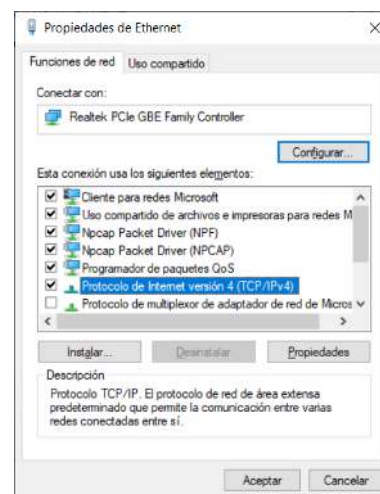 Propiedades de Ethernet
Funciones de red
Uso compartido
Conectar con:
Realtek PCIe GBE Family Controller
Configurar...
Esta conexión usa los siguientes elementos:
Cliente para redes Microsoft
Uso compartido de archivos e impresoras para redes M
Npcap Packet Driver (NPF)
Npcap Packet Driver (NPCAP)
Programador de paquetes QoS
Protocolo de Internet versión 4 (TCP/IPv4)
Protocolo de multiplexor de adaptador de red de Micros
Instalar...
Desinstalar
Propiedades
Descripción
Protocolo TCP/IP. El protocolo de red de área extensa
predeterminado que permite la comunicación entre varias
redes conectadas entre sí.
Aceptar
Cancelar